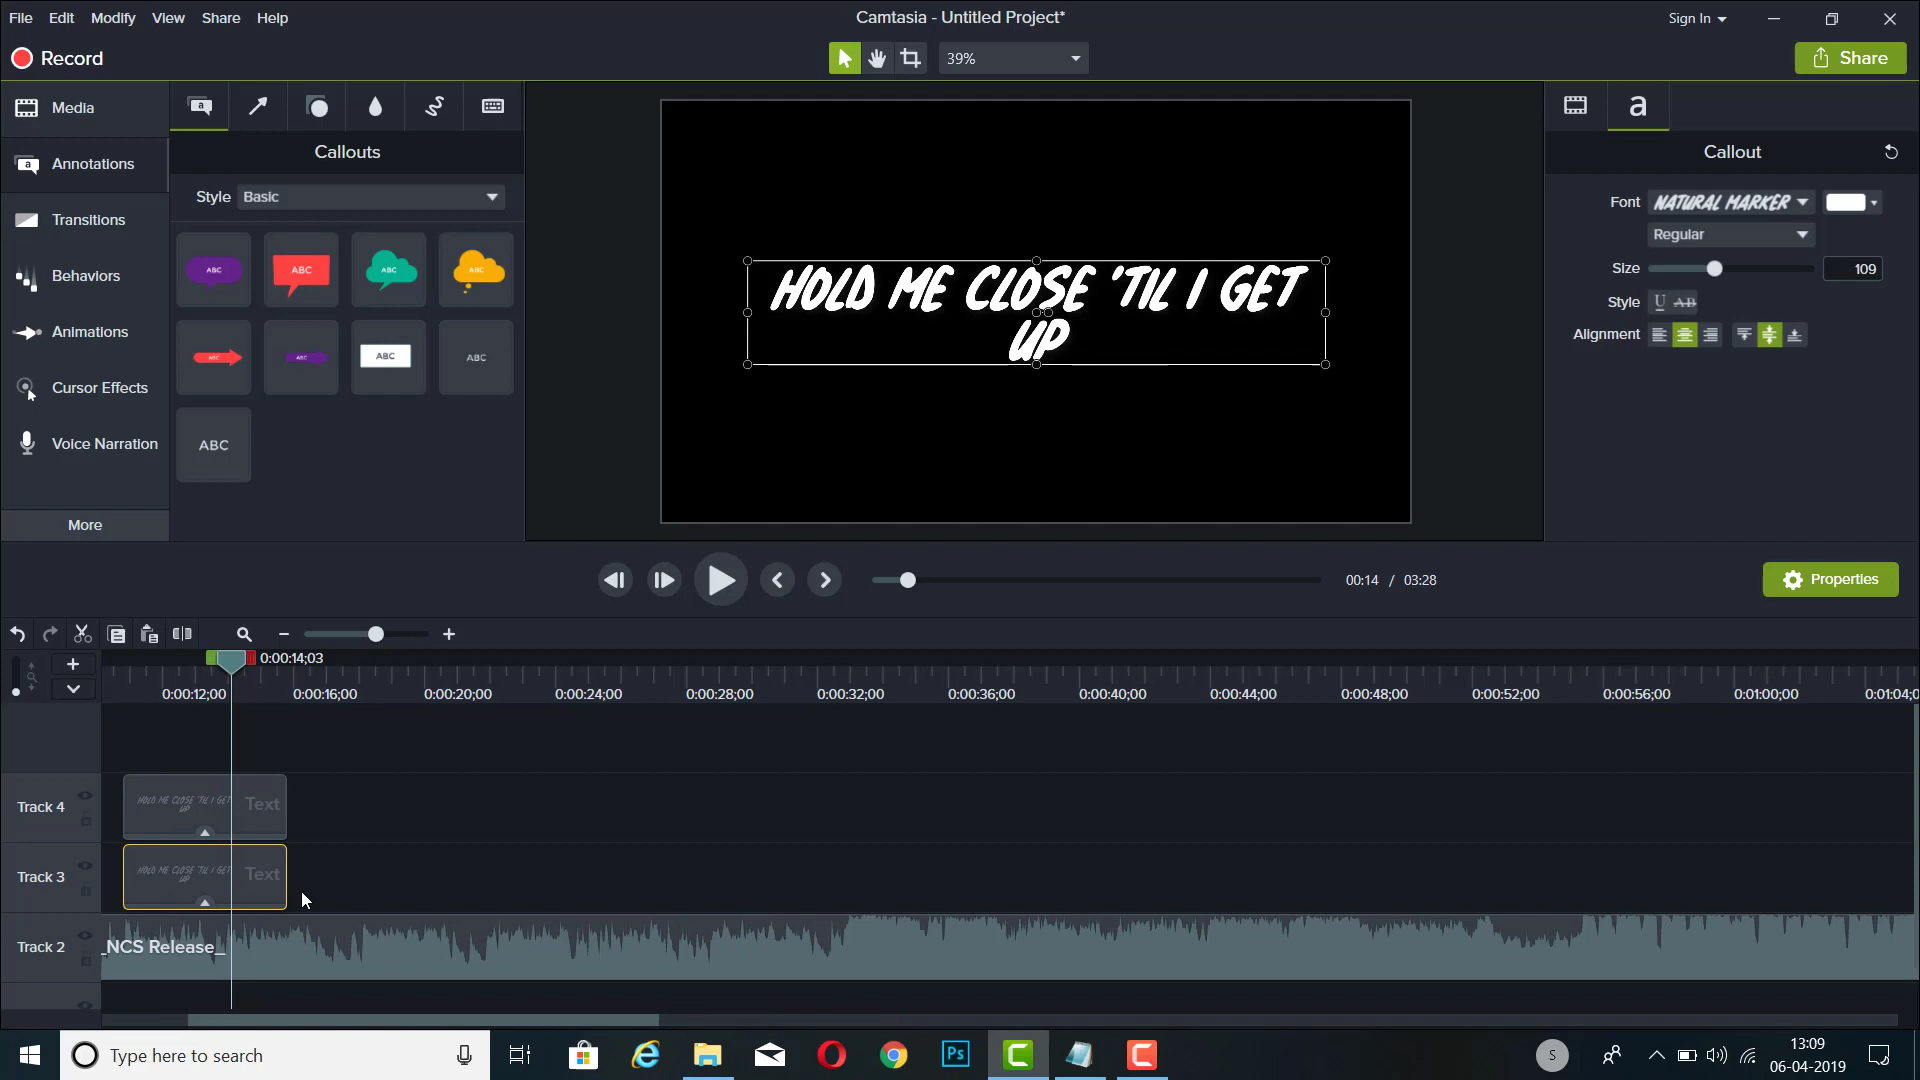 File Edit Modify View Share Help
Camtasia - Untitled Project*
Sign In
Record
39%
Share
Media
Annotations
Transitions
Behaviors
Animations
Cursor Effects
Voice Narration
More
Callouts
Style Basic
ABC ABC ABC ABC
ABC ABC ABC ABC
ABC
HOLD ME CLOSE 'TIL I GET
UP
Callout
Font NATURAL MARKER
Regular
Size 109
Style U AB
Alignment
00:14 / 03:28
Properties
0:00:14;03
0:00:12;00 0:00:16;00 0:00:20;00 0:00:24;00 0:00:28;00 0:00:32;00 0:00:36;00 0:00:40;00 0:00:44;00 0:00:48;00 0:00:52;00 0:00:56;00 0:01:00;00 0:01:04;0
Track 4
HOLD ME CLOSE 'TIL I GET
UP
Text
Track 3
HOLD ME CLOSE 'TIL I GET
UP
Text
Track 2
_NCS Release_
Type here to search
Ps
S
13:09
06-04-2019